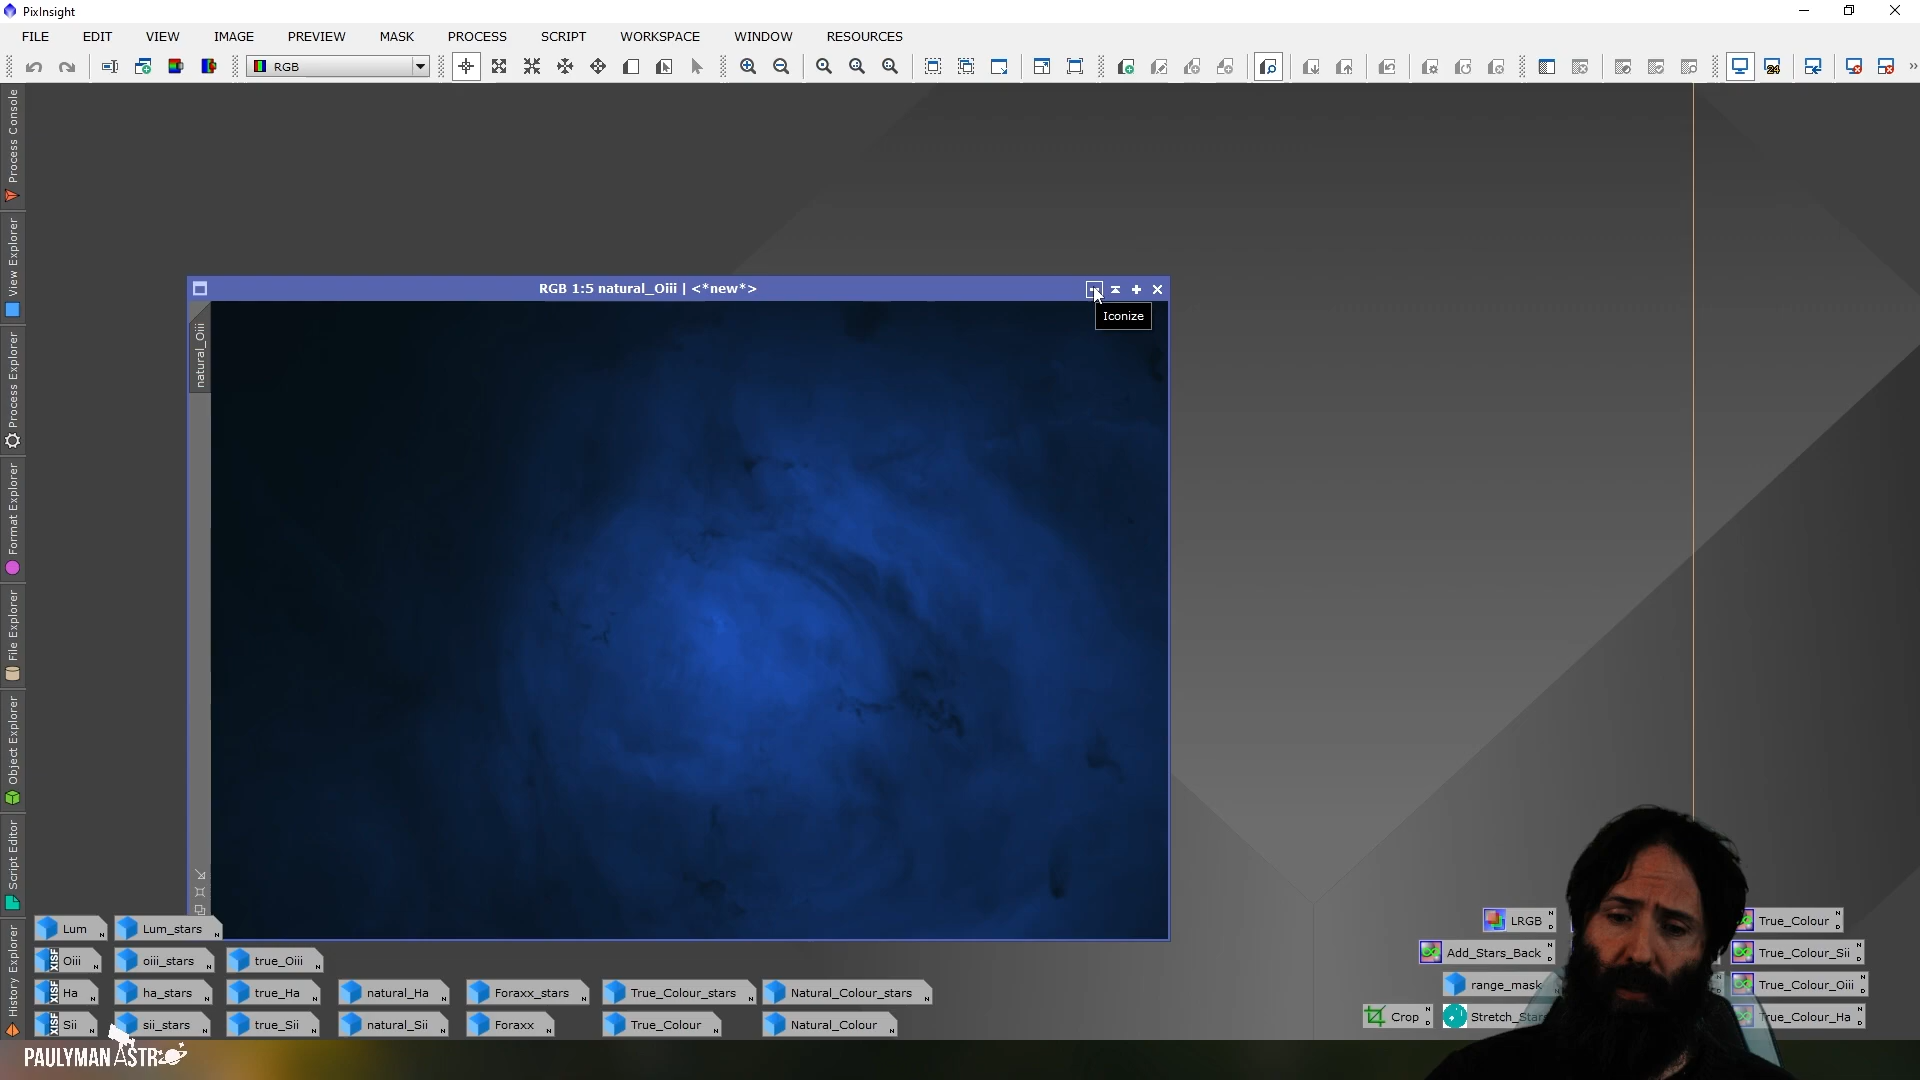 PixInsight
FILE EDIT VIEW IMAGE PREVIEW MASK PROCESS SCRIPT WORKSPACE WINDOW RESOURCES
RGB
24
Process Console
View Explorer
Process Explorer
Format Explorer
File Explorer
Object Explorer
Script Editor
History Explorer
RGB 1:5 natural_Oiii | <*new*>
Iconize
natural_Oiii
Lum Lum_stars
Oiii oiii_stars true_Oiii
Ha ha_stars true_Ha natural_Ha Foraxx_stars True_Colour_stars Natural_Colour_stars
Sii sii_stars true_Sii natural_Sii Foraxx True_Colour Natural_Colour
LRGB True_Colour
Add_Stars_Back True_Colour_Sii
range_mask True_Colour_Oiii
Crop Stretch_Stars True_Colour_Ha
PAULYMAN ASTRO